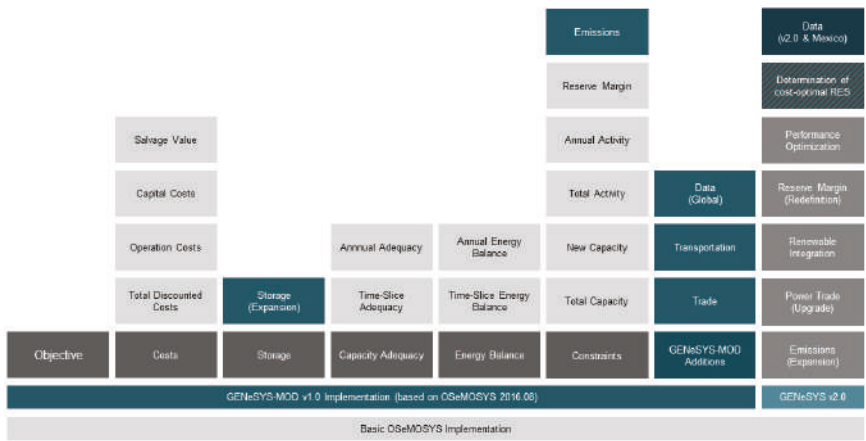 Emissions
Data
(v2.0 & Mexico)
Reserve Margin
Determination of
cost-optimal RES
Salvage Value
Annual Activity
Performance
Optimization
Capital Costs
Total Activity
Data
(Global)
Reserve Margin
(Redefinition)
Operation Costs
Annnual Adequacy
Annual Energy
Balance
New Capacity
Transportation
Renewable
Integration
Total Discounted
Costs
Storage
(Expansion)
Time-Slice
Adequacy
Time-Slice Energy
Balance
Total Capacity
Trade
Power Trade
(Upgrade)
Objective
Costs
Storage
Capacity Adequacy
Energy Balance
Constraints
GENeSYS-MOD
Additions
Emissions
(Expansion)
GENeSYS-MOD v1.0 Implementation (based on OSeMOSYS 2016.08)
GENeSYS v2.0
Basic OSeMOSYS Implementation